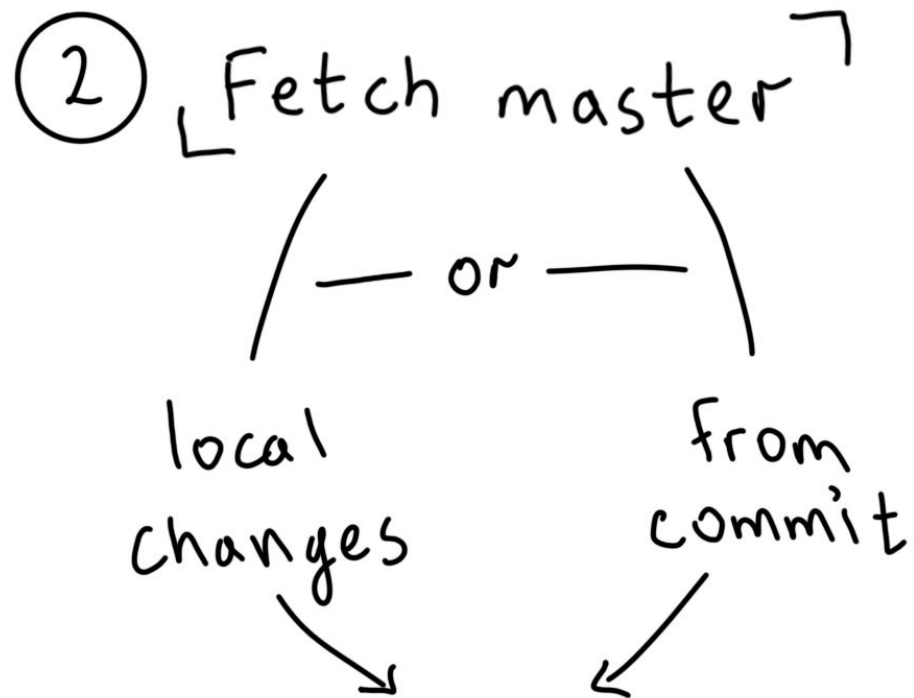 2 Fetch master
or
local
changes
from
commit